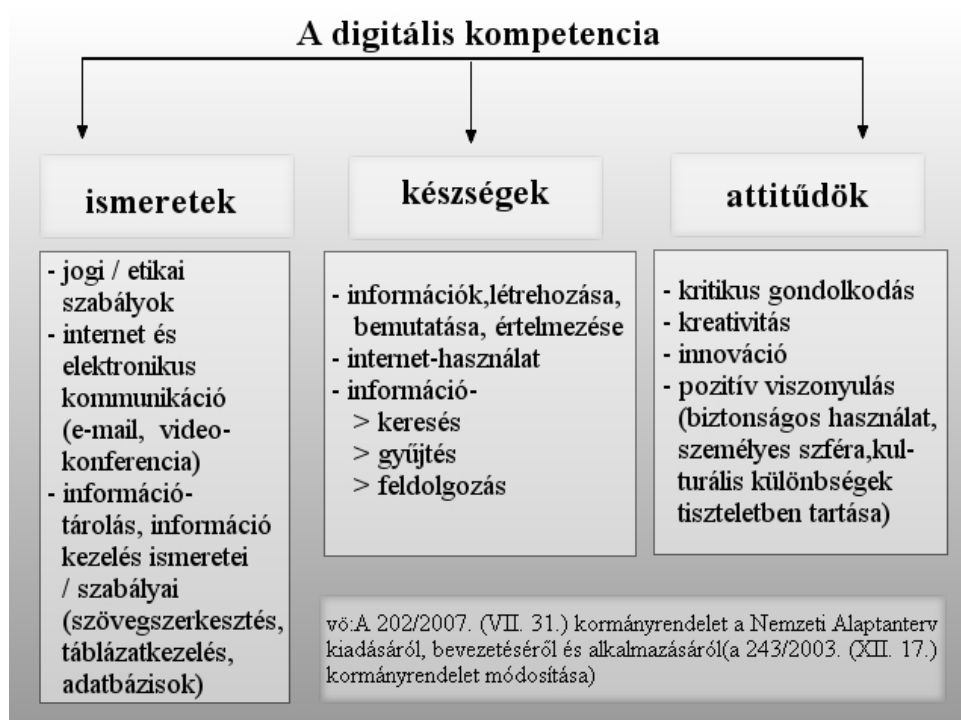 A digitális kompetencia
ismeretek
- jogi / etikai
szabályok
- internet és
elektronikus
kommunikáció
(e-mail, video-
konferencia)
- információ-
tárolás, információ
kezelés ismeretei
/ szabályai
(szövegszerkesztés,
táblázatkezelés,
adatbázisok)
készségek
- információk,létrehozása,
bemutatása, értelmezése
- internet-használat
- információ-
> keresés
> gyűjtés
> feldolgozás
attitűdök
- kritikus gondolkodás
- kreativitás
- innováció
- pozitív viszonyulás
(biztonságos használat,
személyes szféra,kul-
turális különbségek
tiszteletben tartása)
vö:A 202/2007. (VII. 31.) kormányrendelet a Nemzeti Alaptanterv
kiadásáról, bevezetéséről és alkalmazásáról(a 243/2003. (XII. 17.)
kormányrendelet módosítása)